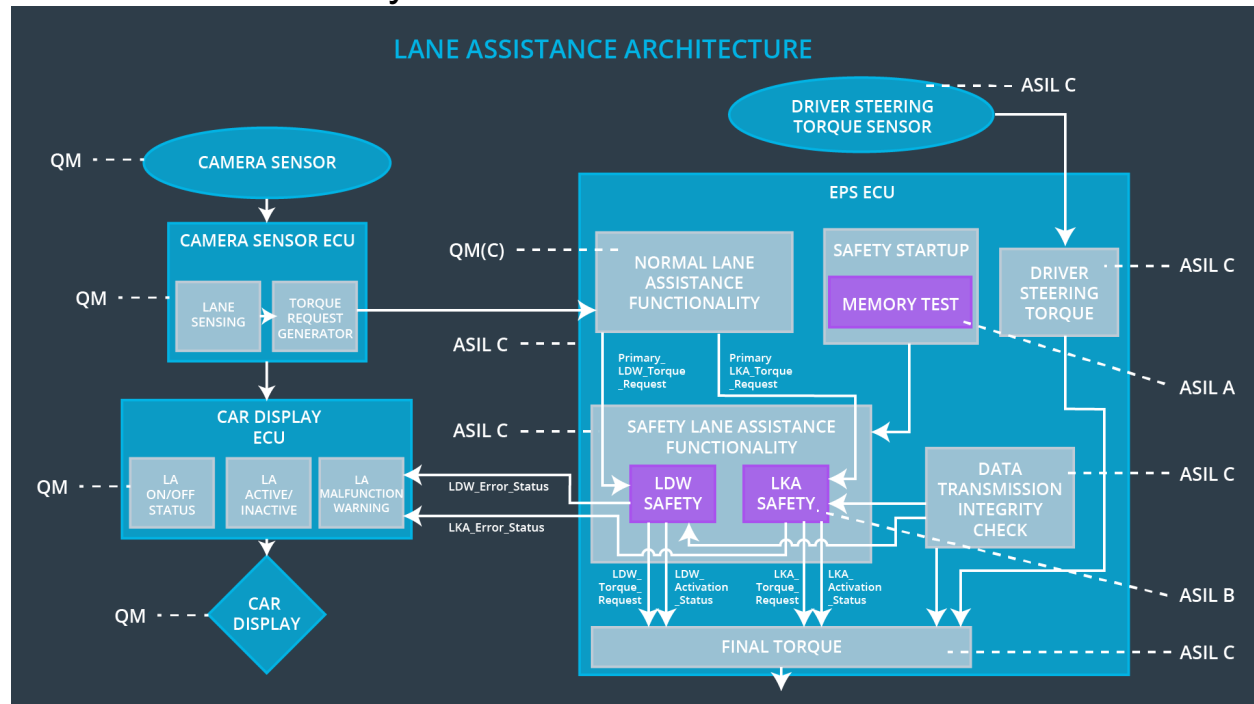 LANE ASSISTANCE ARCHITECTURE
ASIL C
DRIVER STEERING
TORQUE SENSOR
QM
CAMERA SENSOR
EPS ECU
CAMERA SENSOR ECU
QM
LANE
SENSING
TORQUE
REQUEST
GENERATOR
QM(C)
NORMAL LANE
ASSISTANCE
FUNCTIONALITY
SAFETY STARTUP
MEMORY TEST
DRIVER
STEERING
TORQUE
ASIL C
ASIL C
Primary_
LDW_Torque
_Request
Primary
LKA_Torque
_Request
ASIL A
CAR DISPLAY
ECU
QM
LA
ON/OFF
STATUS
LA
ACTIVE/
INACTIVE
LA
MALFUNCTION
WARNING
ASIL C
SAFETY LANE ASSISTANCE
FUNCTIONALITY
LDW
SAFETY
LKA
SAFETY
DATA
TRANSMISSION
INTEGRITY
CHECK
ASIL C
LDW_Error_Status
LKA_Error_Status
LDW_
Torque_
Request
LDW_
Activation
_Status
LKA_
Torque_
Request
LKA_
Activation
_Status
ASIL B
QM
CAR
DISPLAY
FINAL TORQUE
ASIL C